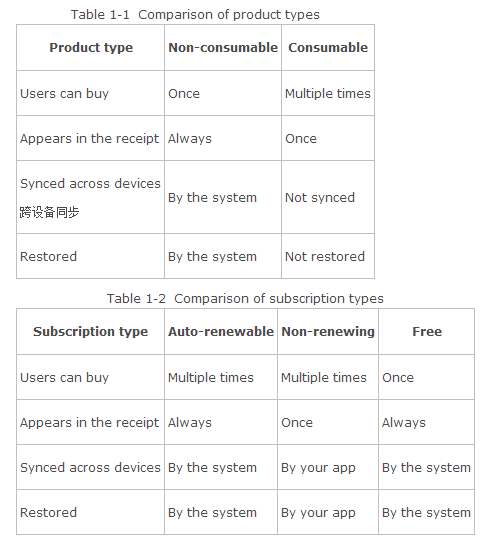 Table 1-1 Comparison of product types
Product type Non-consumable Consumable
Users can buy Once Multiple times
Appears in the receipt Always Once
Synced across devices
跨设备同步 By the system Not synced
Restored By the system Not restored
Table 1-2 Comparison of subscription types
Subscription type Auto-renewable Non-renewing Free
Users can buy Multiple times Multiple times Once
Appears in the receipt Always Once Always
Synced across devices By the system By your app By the system
Restored By the system By your app By the system